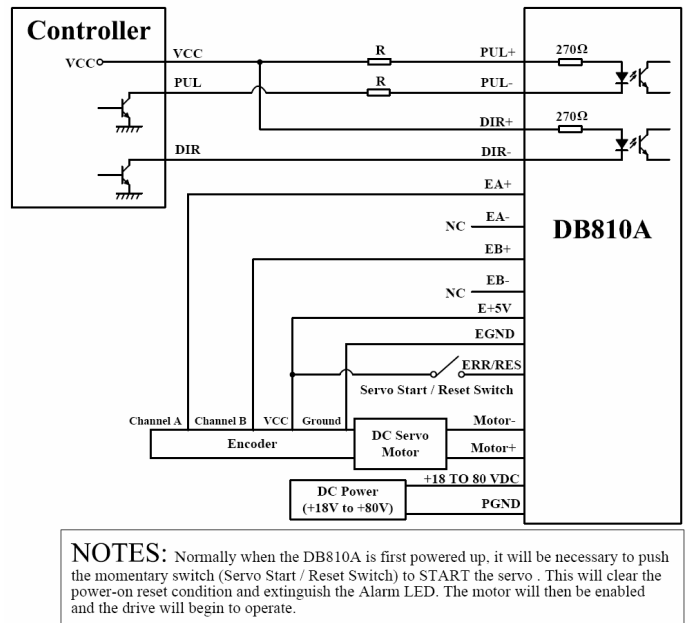 Controller
VCC
VCC
R
PUL+
270Ω
PUL
R
PUL-
DIR+
270Ω
DIR
DIR-
EA+
NC
EA-
DB810A
EB+
NC
EB-
E+5V
EGND
ERR/RES
Servo Start / Reset Switch
Channel A Channel B VCC Ground
Encoder
DC Servo
Motor
Motor-
Motor+
+18 TO 80 VDC
DC Power
(+18V to +80V)
PGND
NOTES: Normally when the DB810A is first powered up, it will be necessary to push
the momentary switch (Servo Start / Reset Switch) to START the servo . This will clear the
power-on reset condition and extinguish the Alarm LED. The motor will then be enabled
and the drive will begin to operate.